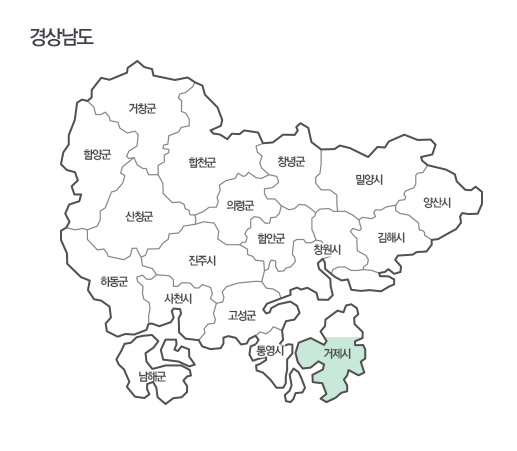 경상남도
거창군
함양군
합천군
창녕군
밀양시
양산시
의령군
산청군
함안군
창원시
김해시
진주시
하동군
사천시
고성군
통영시
거제시
남해군